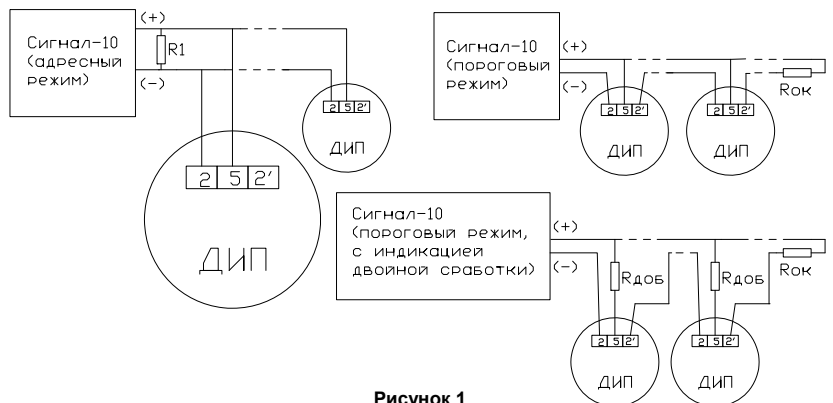 Сигнал-10
(адресный
режим)
(+)
(-)
R1
2 5 2'
ДИП
2 5 2'
ДИП
Сигнал-10
(пороговый
режим)
(+)
(-)
2 5 2'
ДИП
2 5 2'
ДИП
Rок
Сигнал-10
(пороговый режим,
с индикацией
двойной сработки)
(+)
(-)
Rдоб
Rдоб
Rок
2 5 2'
ДИП
2 5 2'
ДИП
Рисунок 1